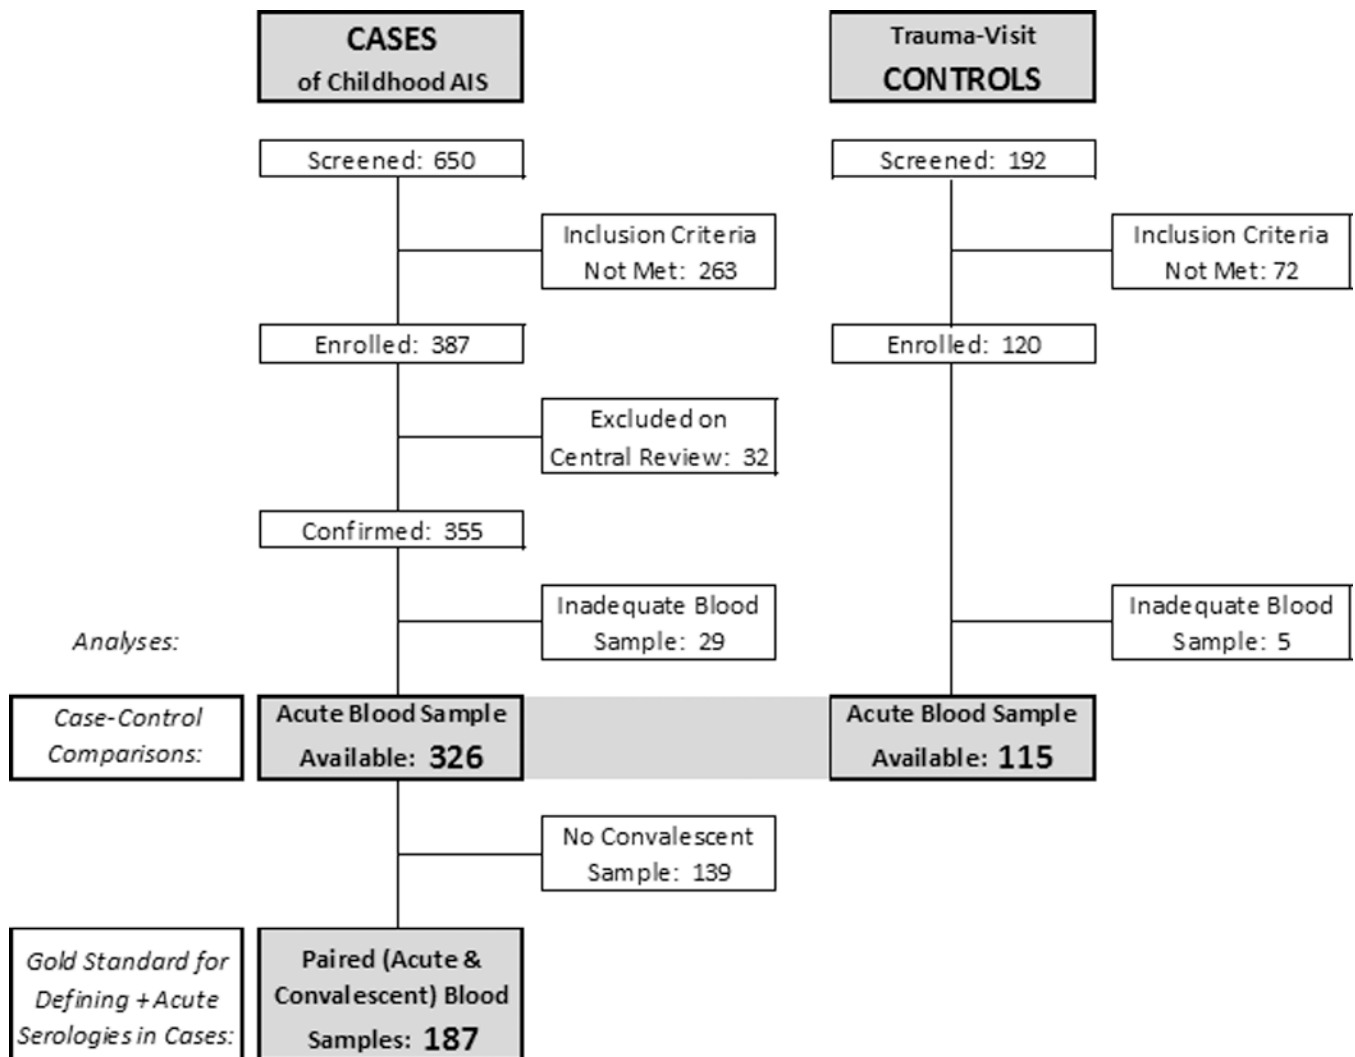 CASES
of Childhood AIS
Trauma-Visit
CONTROLS
Screened: 650
Screened: 192
Inclusion Criteria
Not Met: 263
Inclusion Criteria
Not Met: 72
Enrolled: 387
Enrolled: 120
Excluded on
Central Review: 32
Confirmed: 355
Inadequate Blood
Sample: 29
Inadequate Blood
Sample: 5
Analyses:
Case-Control
Comparisons:
Acute Blood Sample
Available: 326
Acute Blood Sample
Available: 115
No Convalescent
Sample: 139
Gold Standard for
Defining +Acute
Serologies in Cases:
Paired (Acute &
Convalescent) Blood
Samples: 187